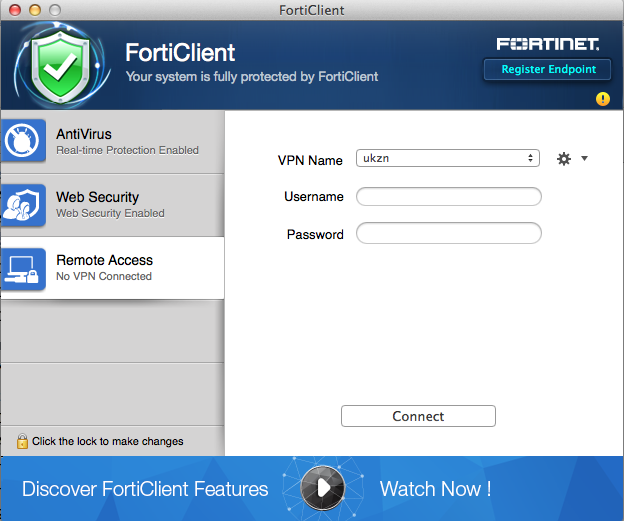 FortiClient
FortiClient
Your system is fully protected by FortiClient
FORTINET
Register Endpoint
AntiVirus
Real-time Protection Enabled
Web Security
Web Security Enabled
Remote Access
No VPN Connected
VPN Name
ukzn
Username
Password
Connect
Click the lock to make changes
Discover FortiClient Features
Watch Now !